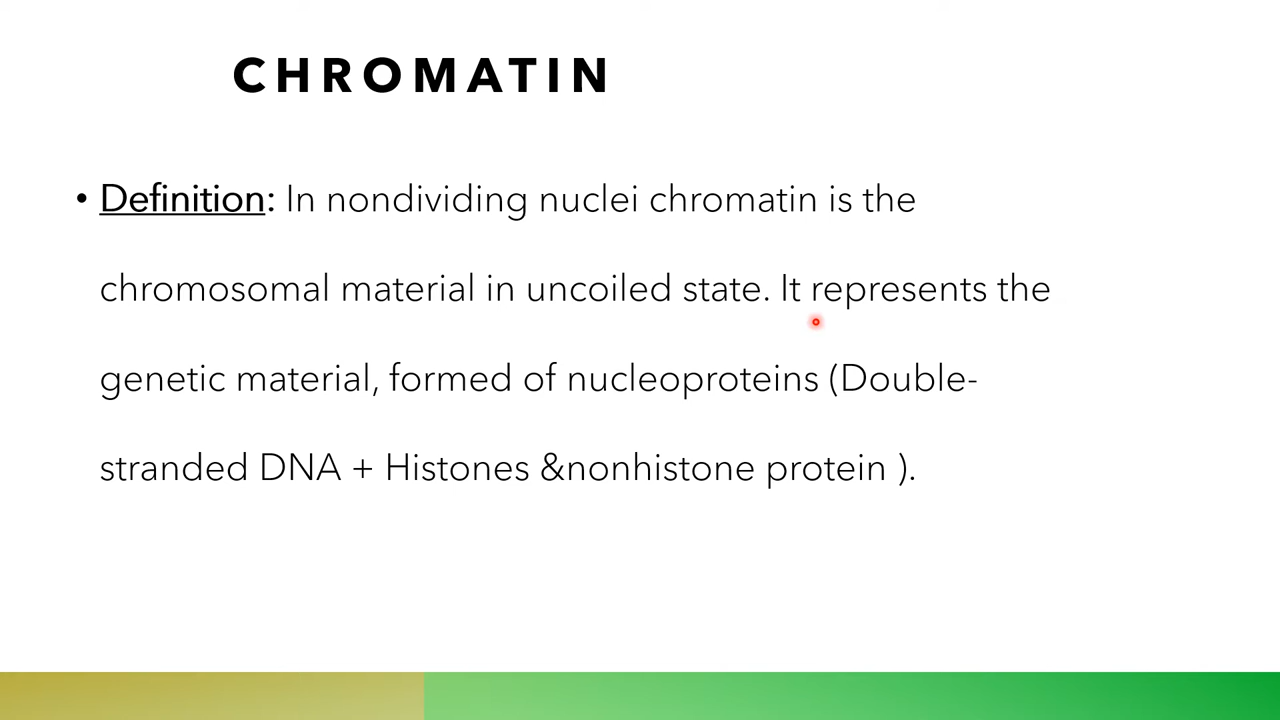 CHROMATIN
• Definition: In nondividing nuclei chromatin is the
chromosomal material in uncoiled state. It represents the
genetic material, formed of nucleoproteins (Double-
stranded DNA + Histones &nonhistone protein ).